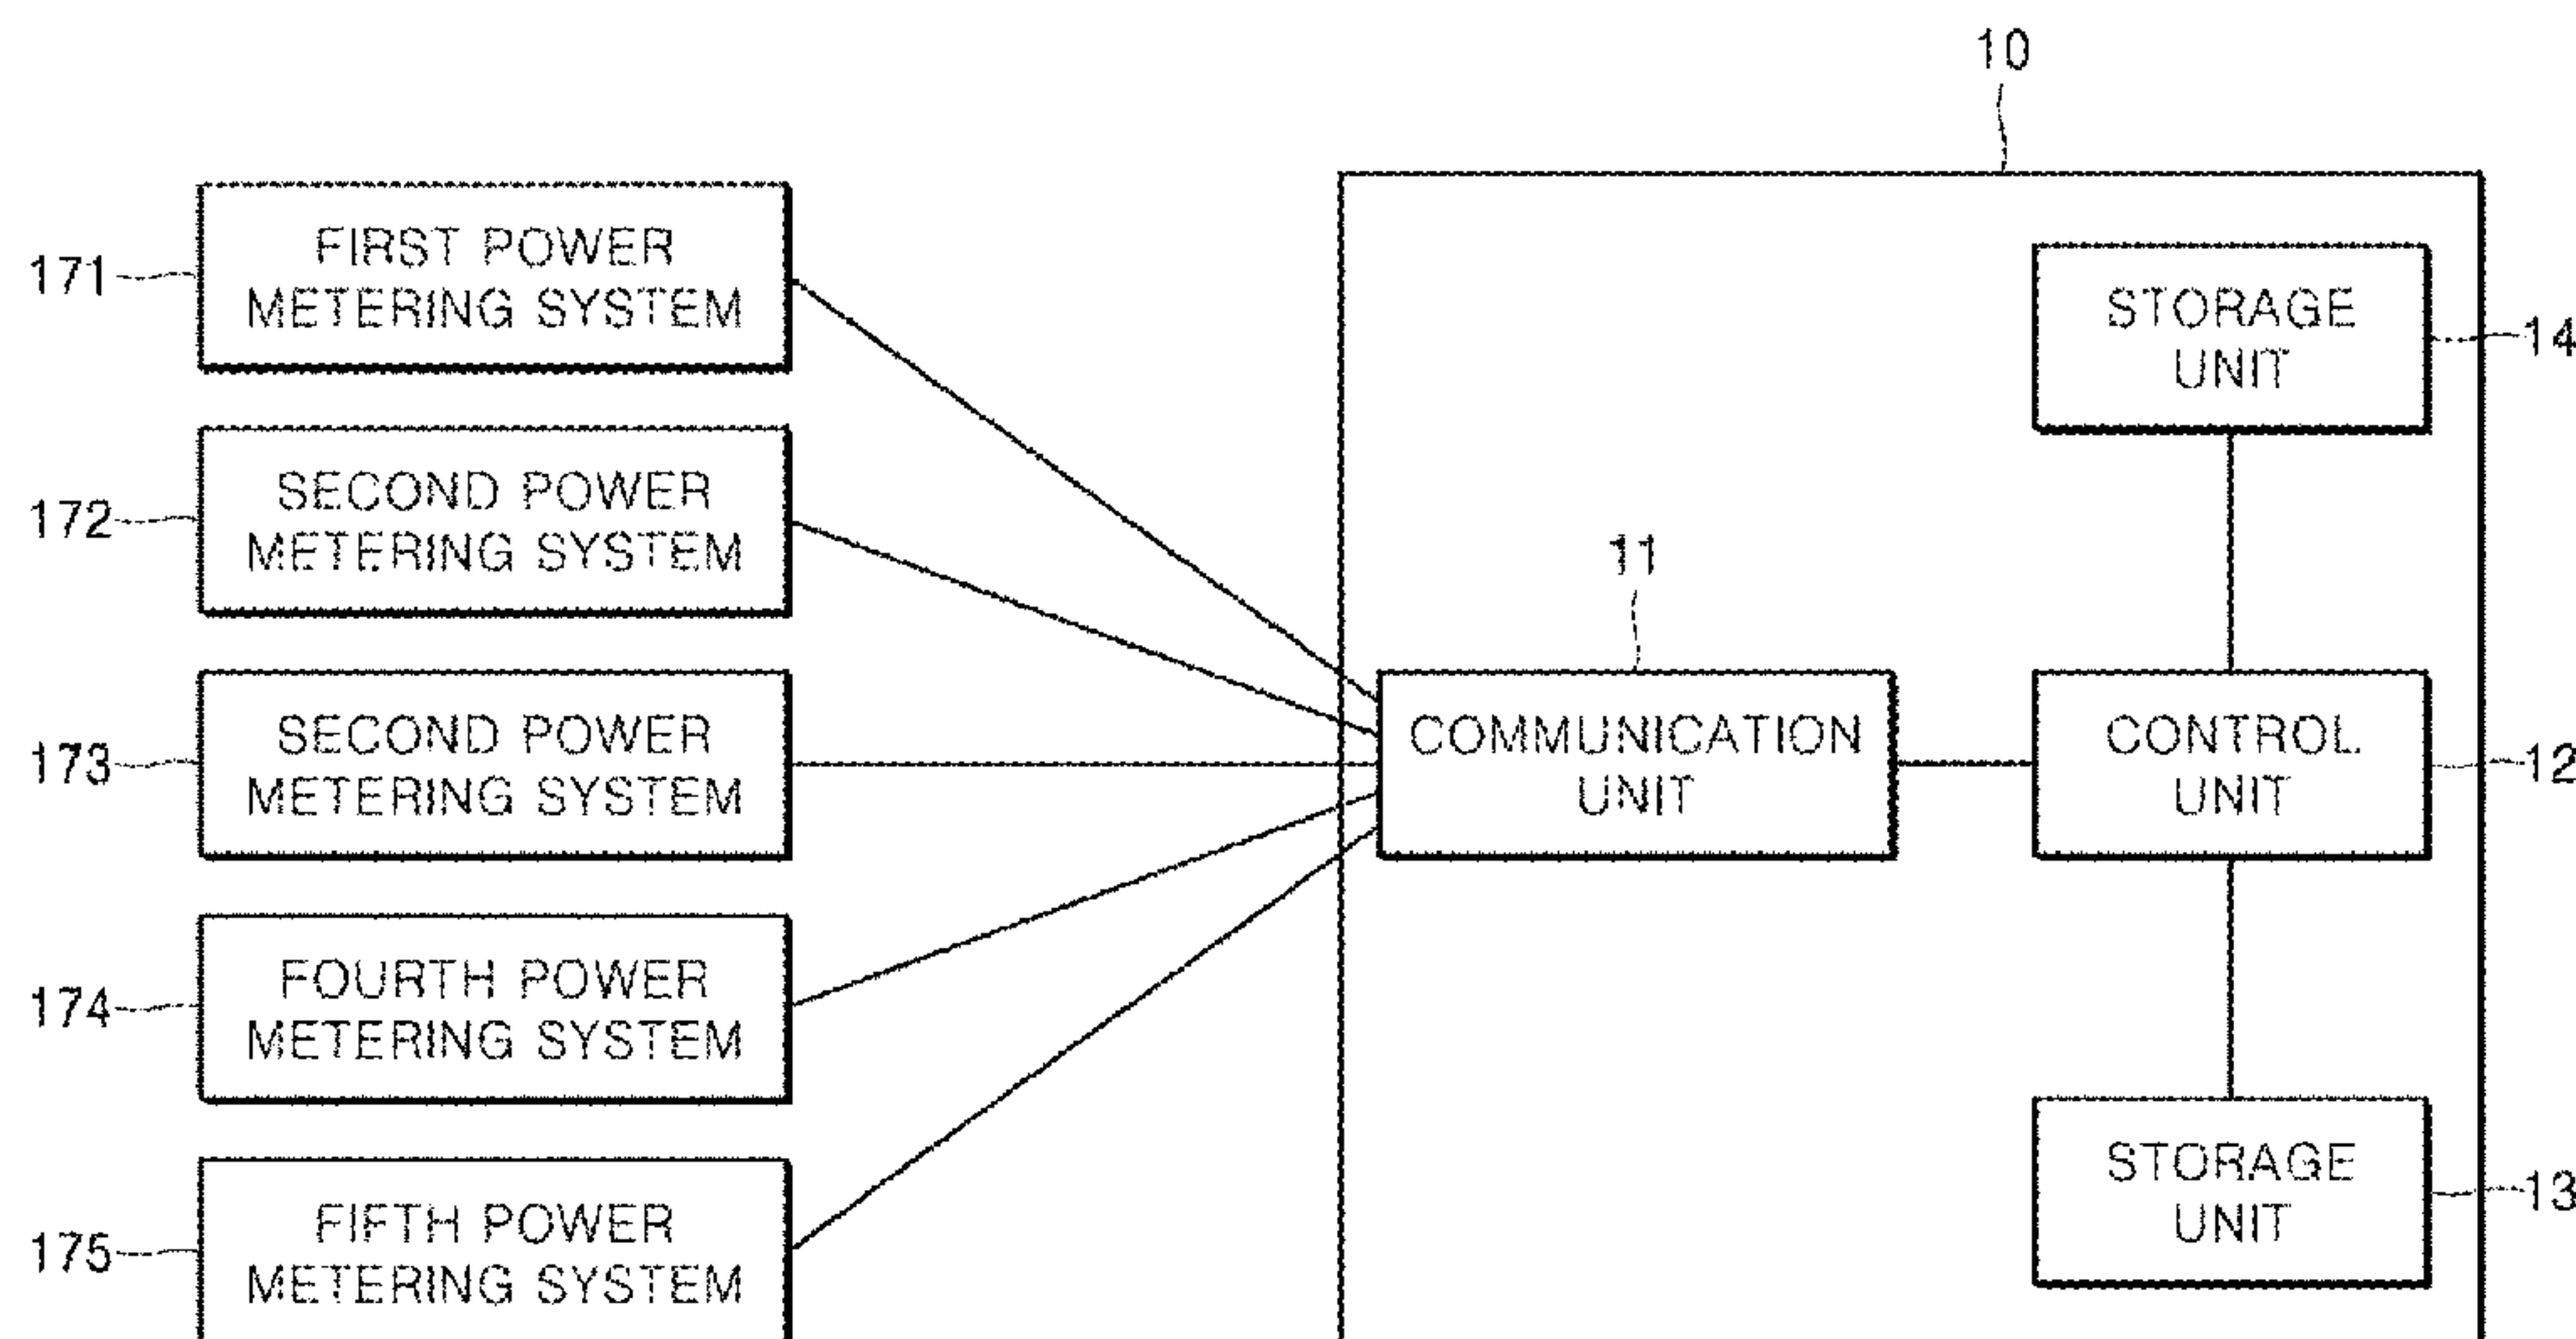 10
171
FIRST POWER
METERING SYSTEM
STORAGE
UNIT
14
172
SECOND POWER
METERING SYSTEM
11
173
SECOND POWER
METERING SYSTEM
COMMUNICATION
UNIT
CONTROL
UNIT
12
174
FOURTH POWER
METERING SYSTEM
175
FIFTH POWER
METERING SYSTEM
STORAGE
UNIT
13